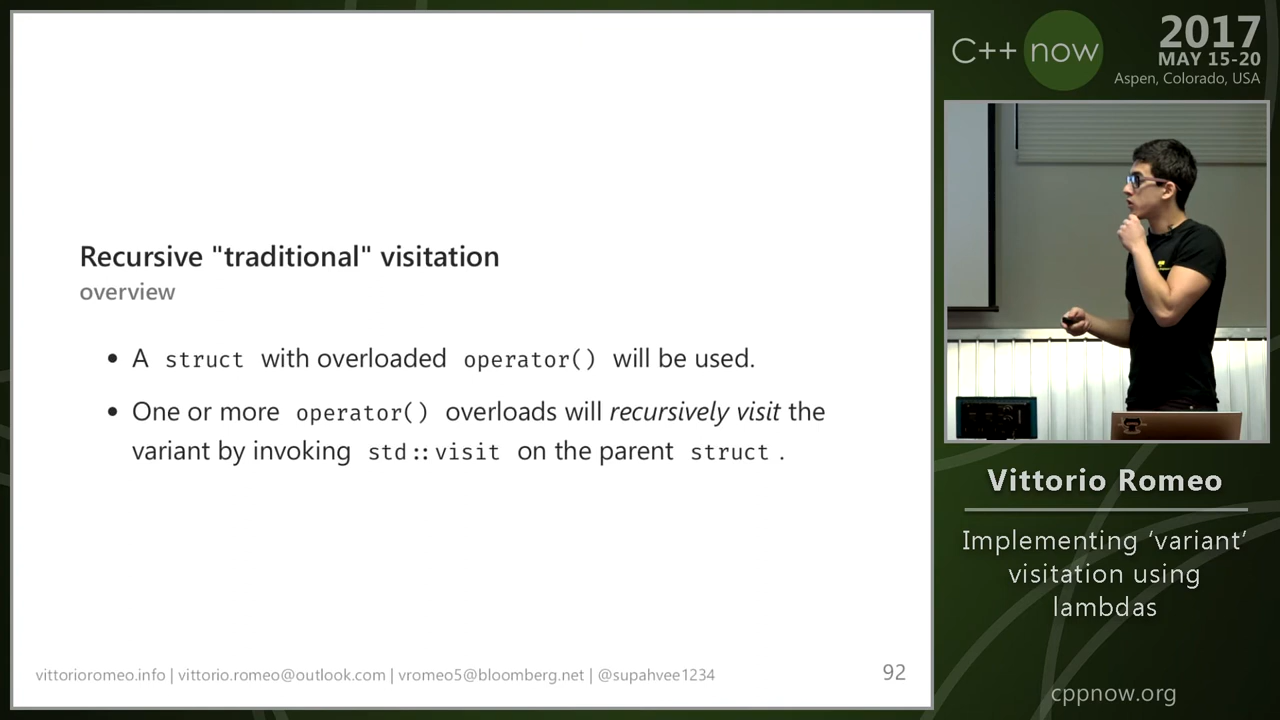 Recursive "traditional" visitation
overview
• A struct with overloaded operator() will be used.
• One or more operator() overloads will recursively visit the
variant by invoking std::visit on the parent struct .
vittorioromeo.info | vittorio.romeo@outlook.com | vromeo5@bloomberg.net | @supahvee1234
92
C++ now
2017
MAY 15-20
Aspen, Colorado, USA
Vittorio Romeo
Implementing ‘variant’
visitation using
lambdas
cppnow.org